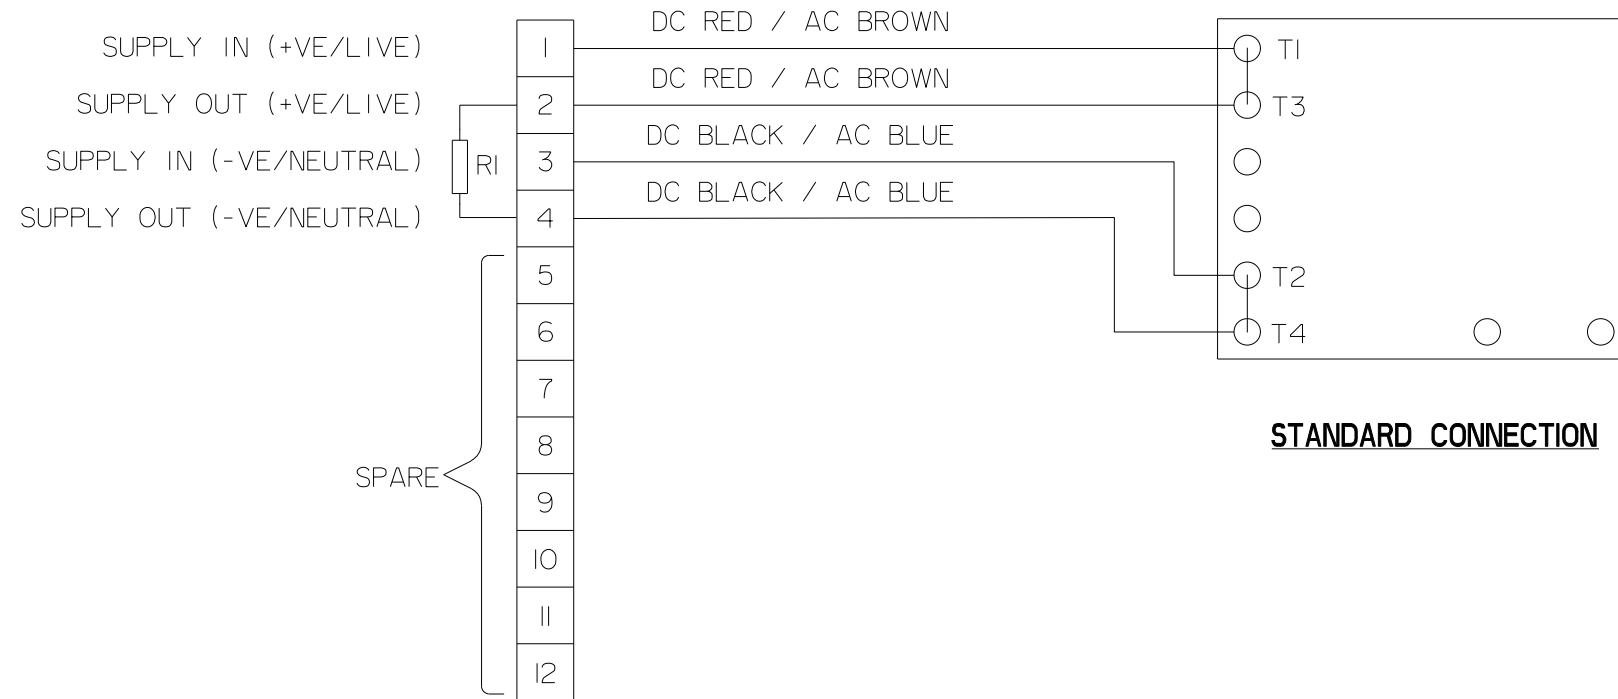 SUPPLY IN (+VE/LIVE)
1
DC RED / AC BROWN
T1
SUPPLY OUT (+VE/LIVE)
2
DC RED / AC BROWN
T3
SUPPLY IN (-VE/NEUTRAL)
R1
3
DC BLACK / AC BLUE
SUPPLY OUT (-VE/NEUTRAL)
4
DC BLACK / AC BLUE
5
T2
6
T4
7
8
STANDARD CONNECTION
SPARE
9
10
11
12